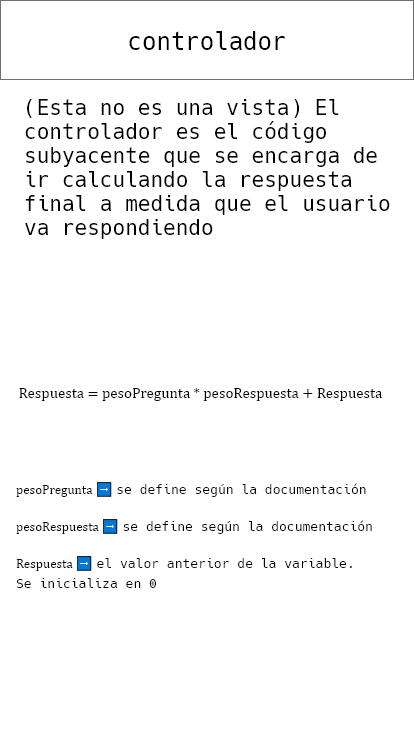 controlador
(Esta no es una vista) El
controlador es el código
subyacente que se encarga de
ir calculando la respuesta
final a medida que el usuario
va respondiendo
Respuesta = pesoPregunta * pesoRespuesta + Respuesta
pesoPregunta ➡ se define según la documentación
pesoRespuesta ➡ se define según la documentación
Respuesta ➡ el valor anterior de la variable.
Se inicializa en 0